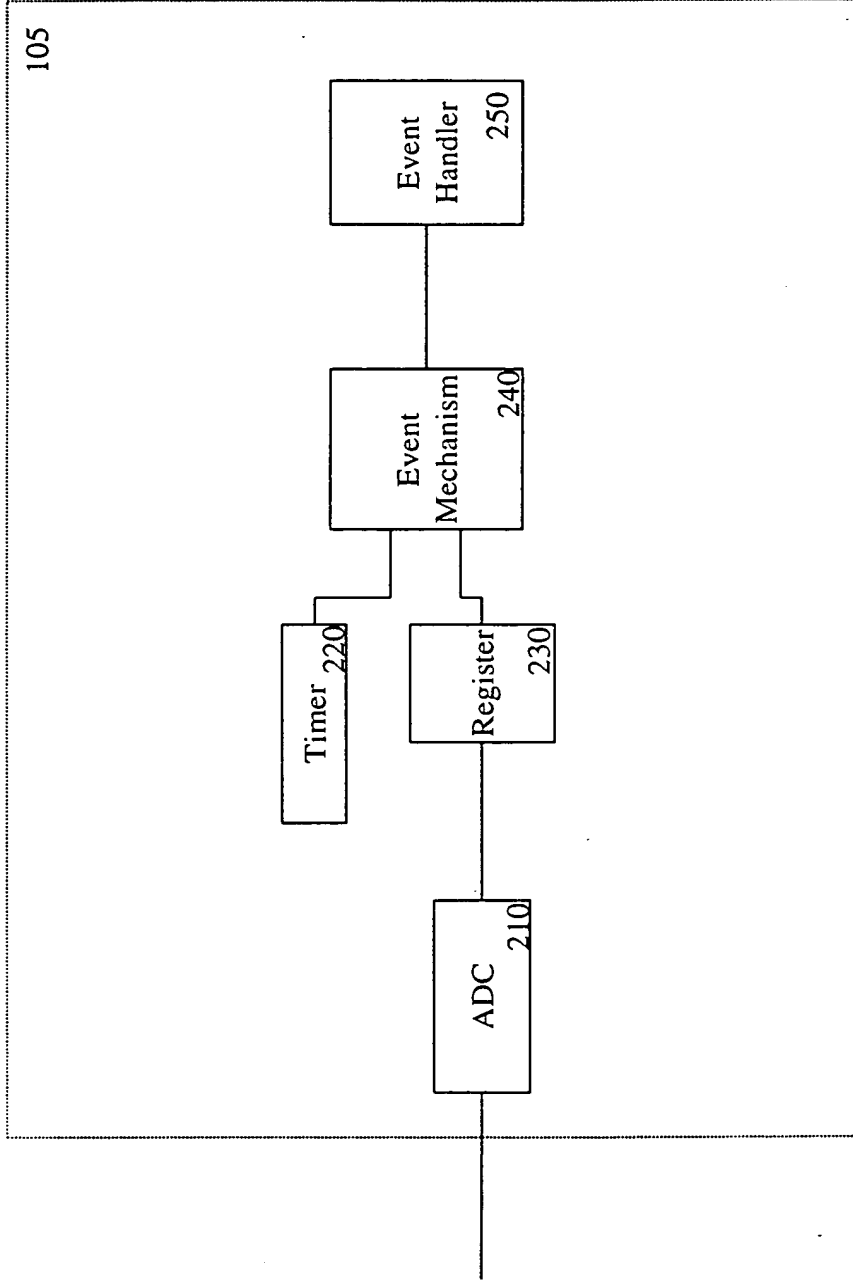 105
Timer
220
ADC
210
Register
230
Event
Mechanism
240
Event
Handler
250